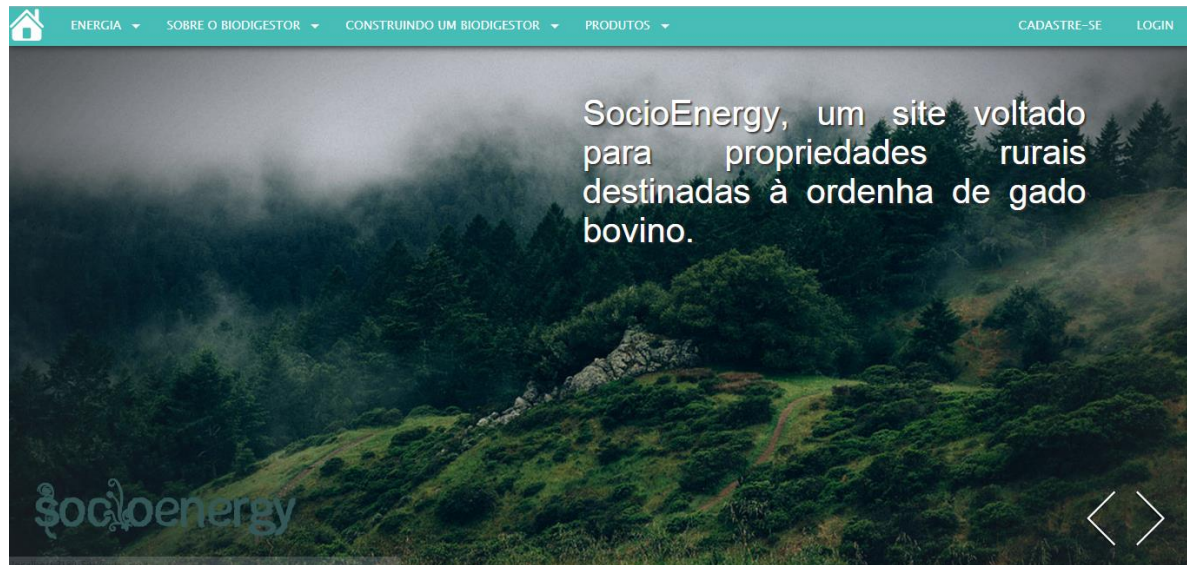 ENERGIA SOBRE O BIODIGESTOR CONSTRUINDO UM BIODIGESTOR PRODUTOS CADASTRE-SE LOGIN
SocioEnergy, um site voltado
para propriedades rurais
destinadas à ordenha de gado
bovino.
socioenergy